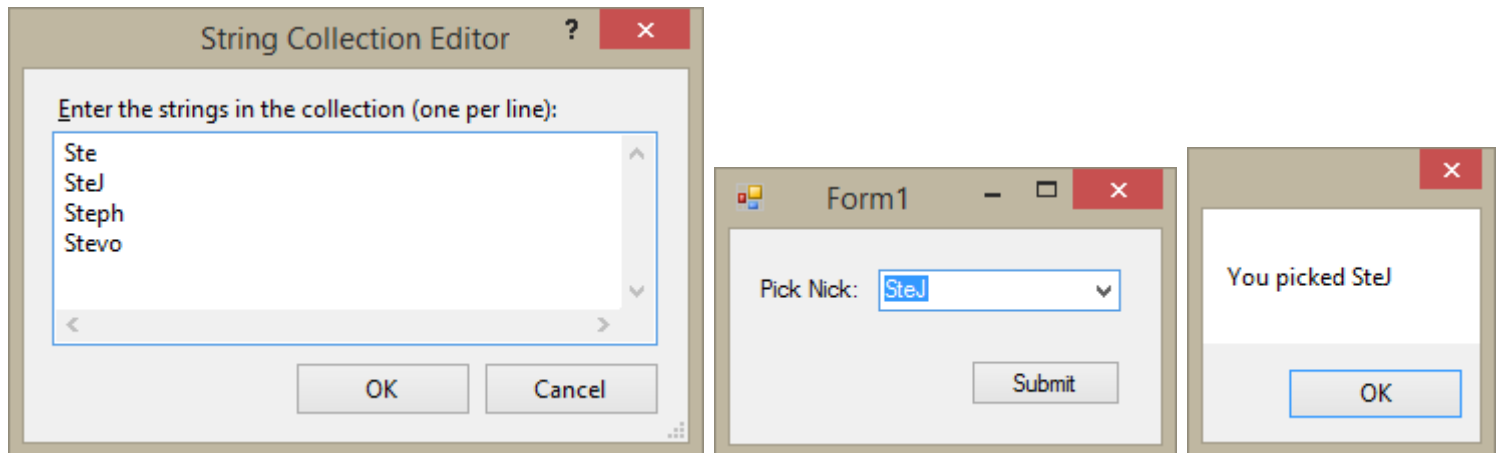 String Collection Editor ?
Enter the strings in the collection (one per line):
Ste
SteJ
Steph
Stevo
OK Cancel
Form1
Pick Nick: SteJ
Submit
You picked SteJ
OK